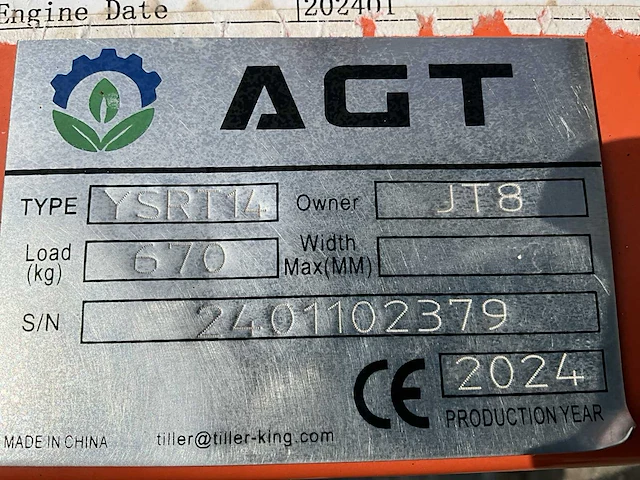 Engine Date 202401
AGT
TYPE YSRT14 Owner JT8
Load (kg) 670 Width Max(MM)
S/N 2401102379
CE 2024
PRODUCTION YEAR
MADE IN CHINA tiller@tiller-king.com